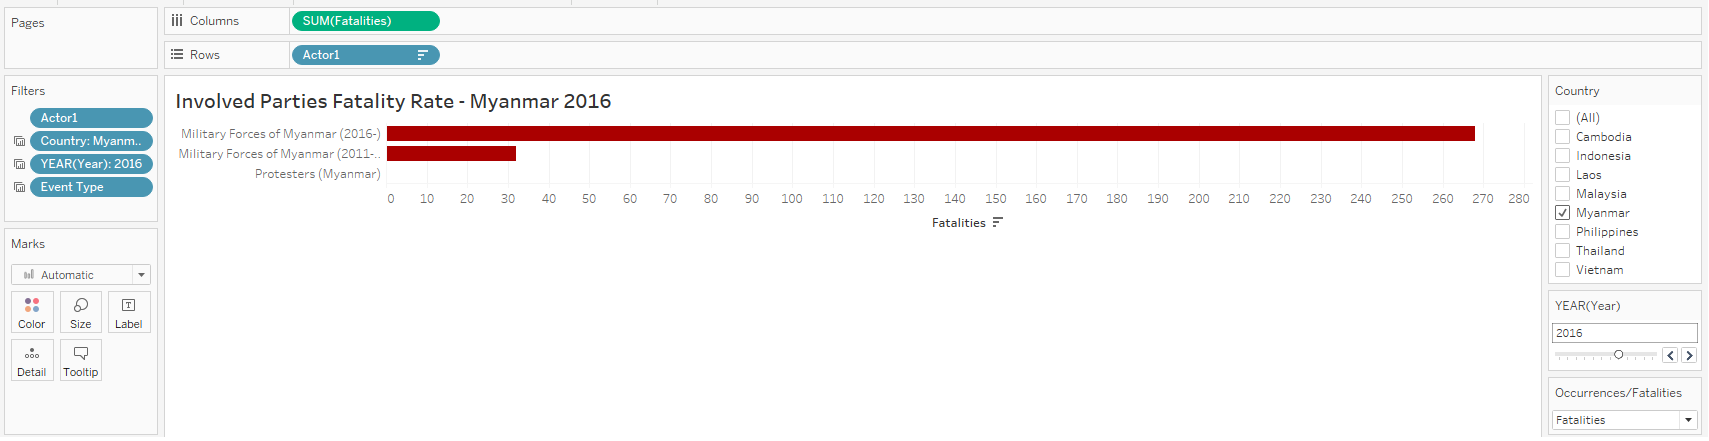 Pages
Columns
SUM(Fatalities)
Rows
Actor1
Filters
Actor1
Country: Myanm..
YEAR(Year): 2016
Event Type
Marks
Automatic
Color
Size
Label
Detail
Tooltip
Involved Parties Fatality Rate - Myanmar 2016
Military Forces of Myanmar (2016-)
Military Forces of Myanmar (2011-..
Protesters (Myanmar)
0 10 20 30 40 50 60 70 80 90 100 110 120 130 140 150 160 170 180 190 200 210 220 230 240 250 260 270 280
Fatalities
Country
(All)
Cambodia
Indonesia
Laos
Malaysia
Myanmar
Philippines
Thailand
Vietnam
YEAR(Year)
2016
Occurrences/Fatalities
Fatalities